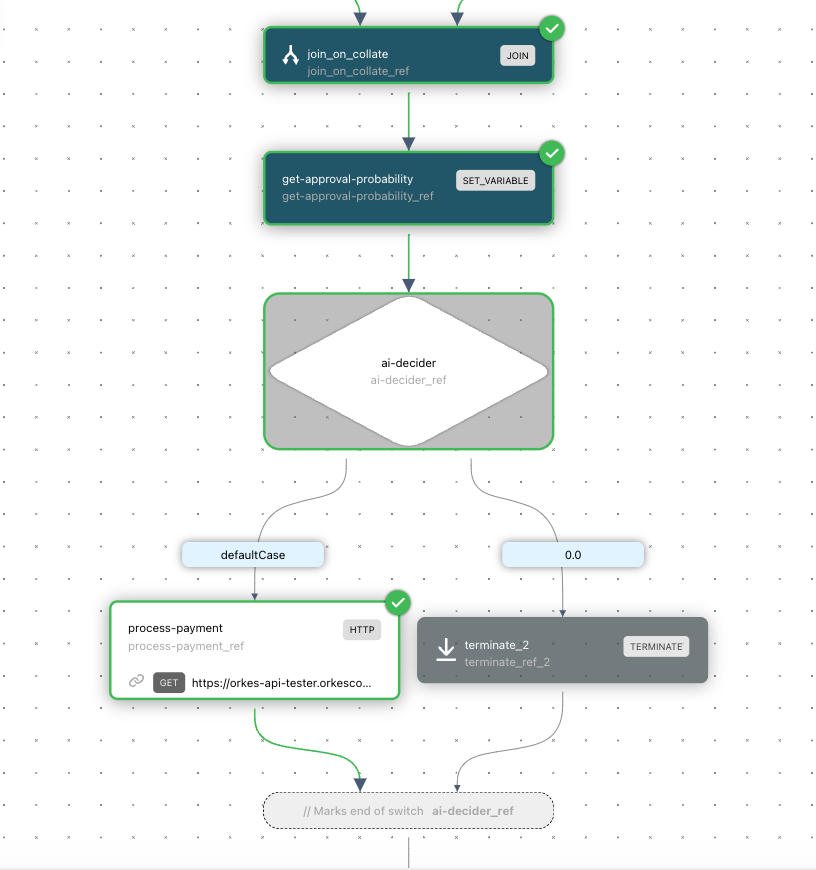 join_on_collate
JOIN
join_on_collate_ref
get-approval-probability
SET_VARIABLE
get-approval-probability_ref
ai-decider
ai-decider_ref
defaultCase
0.0
process-payment
HTTP
process-payment_ref
GET https://orkes-api-tester.orkesco...
terminate_2
TERMINATE
terminate_ref_2
// Marks end of switch ai-decider_ref